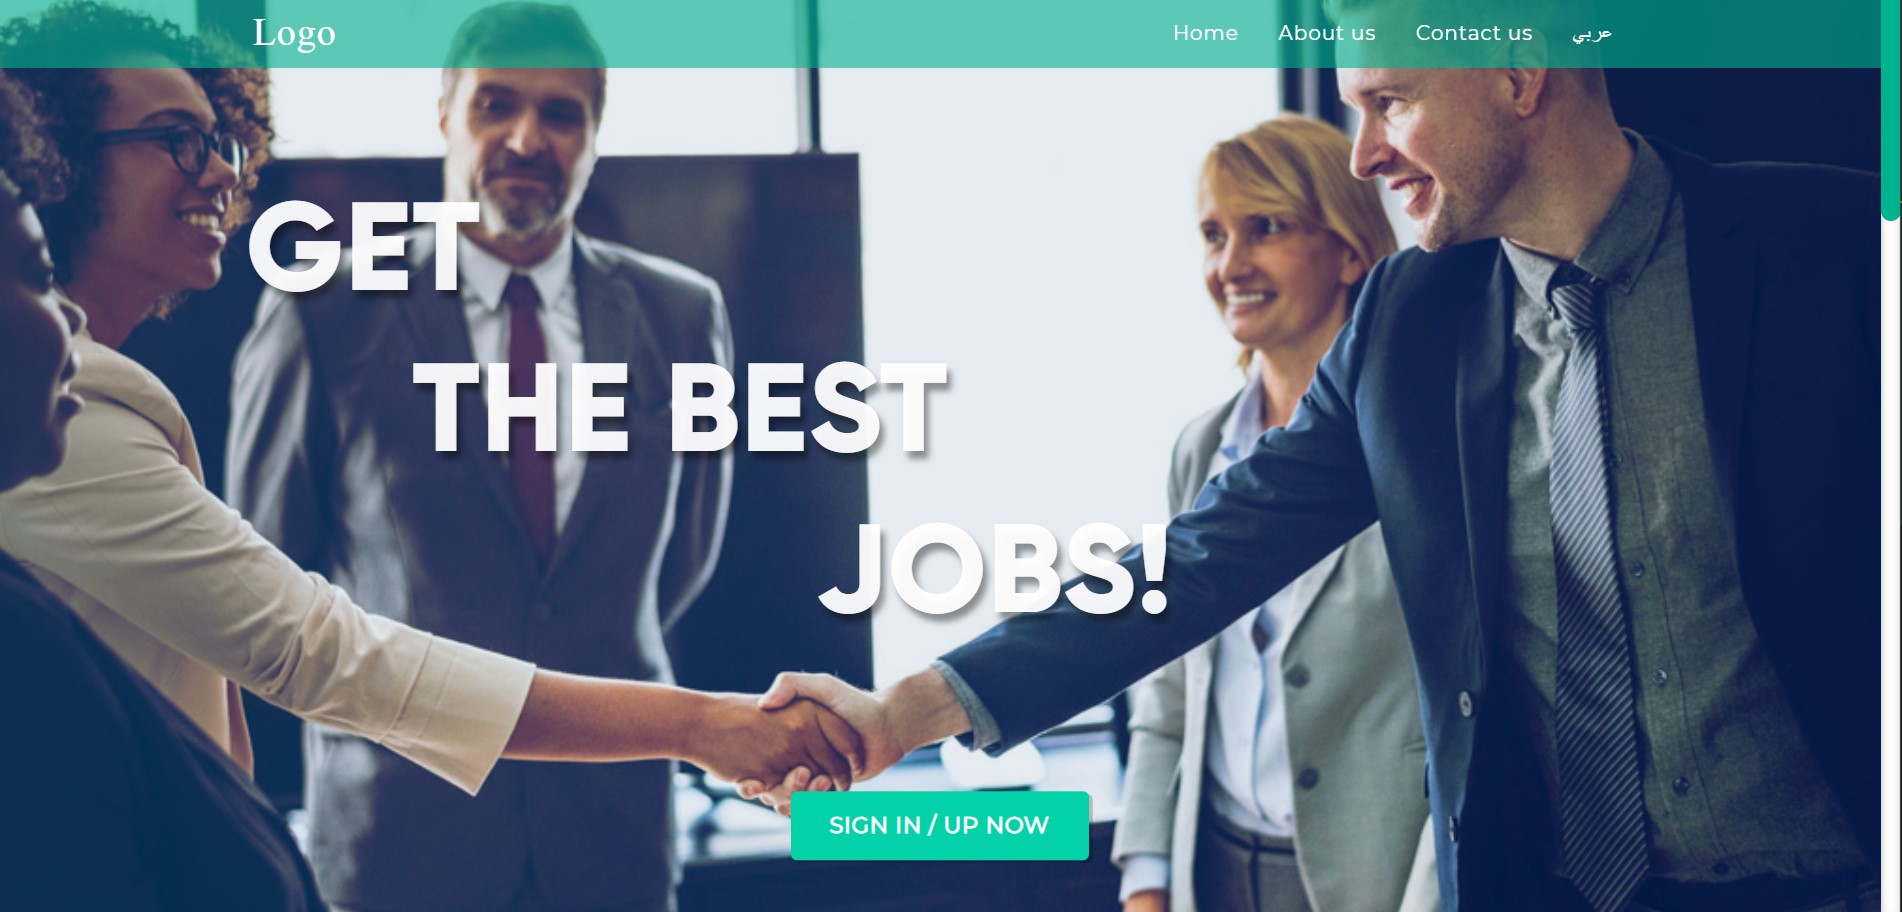 Logo
Home About us Contact us عربي
GET
THE BEST
JOBS!
SIGN IN / UP NOW